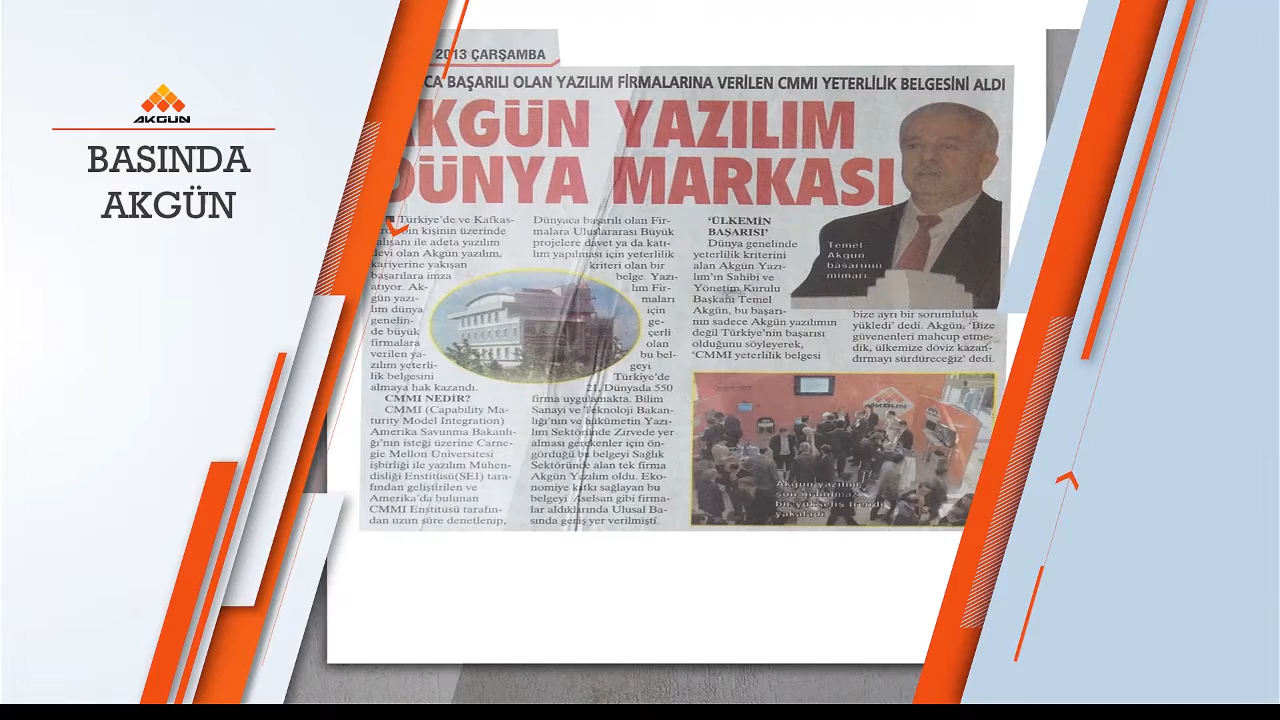 AKGÜN
BASINDA
AKGÜN
2013 ÇARŞAMBA
CA BAŞARILI OLAN YAZILIM FİRMALARINA VERİLEN CMMI YETERLİLİK BELGESİNİ ALDI
AKGÜN YAZILIM
DÜNYA MARKASI
Türkiye’de ve Kafkas-
bin kişinin üzerinde
çalışanı ile adeta yazılım
devi olan Akgün yazılım,
kariyerine yakışan
başarılara imza
atıyor. Ak-
gün yazı-
lım dünya
genelin-
de büyük
firmalara
verilen ya-
zılım yeterli-
lik belgesini
almaya hak kazandı.
CMMI NEDİR?
CMMI (Capability Ma-
turity Model Integration)
Amerika Savunma Bakanlı-
ğı’nın isteği üzerine Carne-
gie Mellon Üniversitesi
işbirliği ile yazılım Mühen-
disliği Enstitüsü(SEI) tara-
fından geliştirilen ve
Amerika’da bulunan
CMMI Enstitüsü tarafın-
dan uzun süre denetlenip,
Dünyaca başarılı olan Fir-
malara Uluslararası Büyük
projelere davet ya da katı-
lım yapılması için yeterlilik
kriteri olan bir
belge Yazı-
lım Fir-
maları
için
ge-
çerli
olan
bu bel-
geyi
Türkiye’de
21, Dünyada 550
firma uygulamakta. Bilim
Sanayi ve Teknoloji Bakan-
lığı’nın ve hükümetin Yazı-
lım Sektöründe Zirvede yer
alması gerekenler için ön-
gördüğü bu belgeyi Sağlık
Sektöründe alan tek firma
Akgün Yazılım oldu. Eko-
nomiye katkı sağlayan bu
belgeyi Aselsan gibi firma-
lar aldıklarında Ulusal Ba-
sında geniş yer verilmişti.
‘ÜLKEMİN
BAŞARISI’
Dünya genelinde
yeterlilik kriterini
alan Akgün Yazı-
lım’ın Sahibi ve
Yönetim Kurulu
Başkanı Temel
Akgün, bu başarı-
nın sadece Akgün yazılımın
değil Türkiye’nin başarısı
olduğunu söyleyerek,
‘CMMI yeterlilik belgesi
bize ayrı bir sorumluluk
yükledi’ dedi. Akgün, ‘Bize
güvenenleri mahcup etme-
dik, ülkemize döviz kazan-
dırmayı sürdüreceğiz’ dedi.
Temel
Akgün
başarının
mimarı.
AKGÜN
Akgün yazılım
son
bir yükseliş trendi
yakaladı